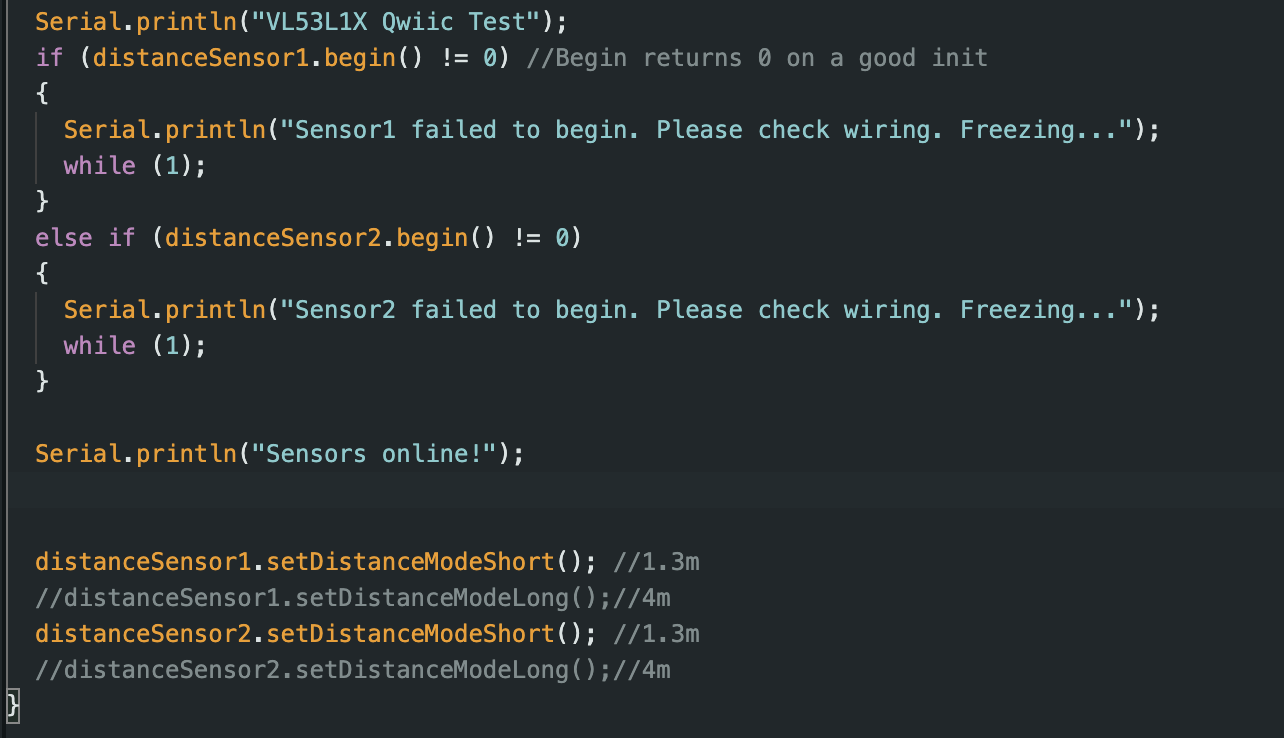 Serial.println("VL53L1X Qwiic Test");
if (distanceSensor1.begin() != 0) //Begin returns 0 on a good init
{
Serial.println("Sensor1 failed to begin. Please check wiring. Freezing...");
while (1);
}
else if (distanceSensor2.begin() != 0)
{
Serial.println("Sensor2 failed to begin. Please check wiring. Freezing...");
while (1);
}
Serial.println("Sensors online!");
distanceSensor1.setDistanceModeShort(); //1.3m
//distanceSensor1.setDistanceModeLong();//4m
distanceSensor2.setDistanceModeShort(); //1.3m
//distanceSensor2.setDistanceModeLong();//4m
}